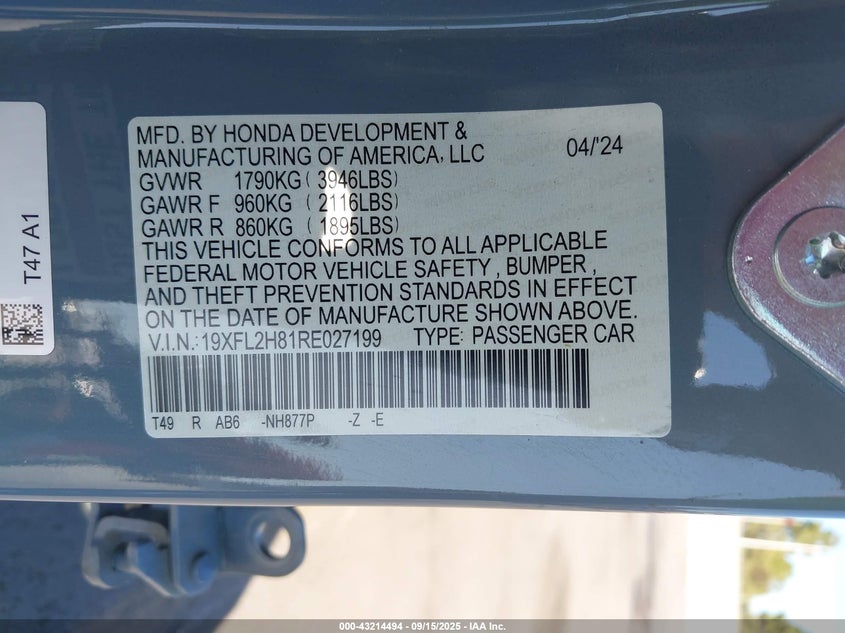 MFD. BY HONDA DEVELOPMENT &
MANUFACTURING OF AMERICA, LLC 04/'24
GVWR 1790KG ( 3946LBS)
GAWR F 960KG ( 2116LBS)
GAWR R 860KG ( 1895LBS)
THIS VEHICLE CONFORMS TO ALL APPLICABLE
FEDERAL MOTOR VEHICLE SAFETY , BUMPER ,
AND THEFT PREVENTION STANDARDS IN EFFECT
ON THE DATE OF MANUFACTURE SHOWN ABOVE.
V.I.N.:19XFL2H81RE027199 TYPE: PASSENGER CAR
T49 R AB6 -NH877P -Z -E
T47 A1
000-43214494 - 09/15/2025 - IAA Inc.